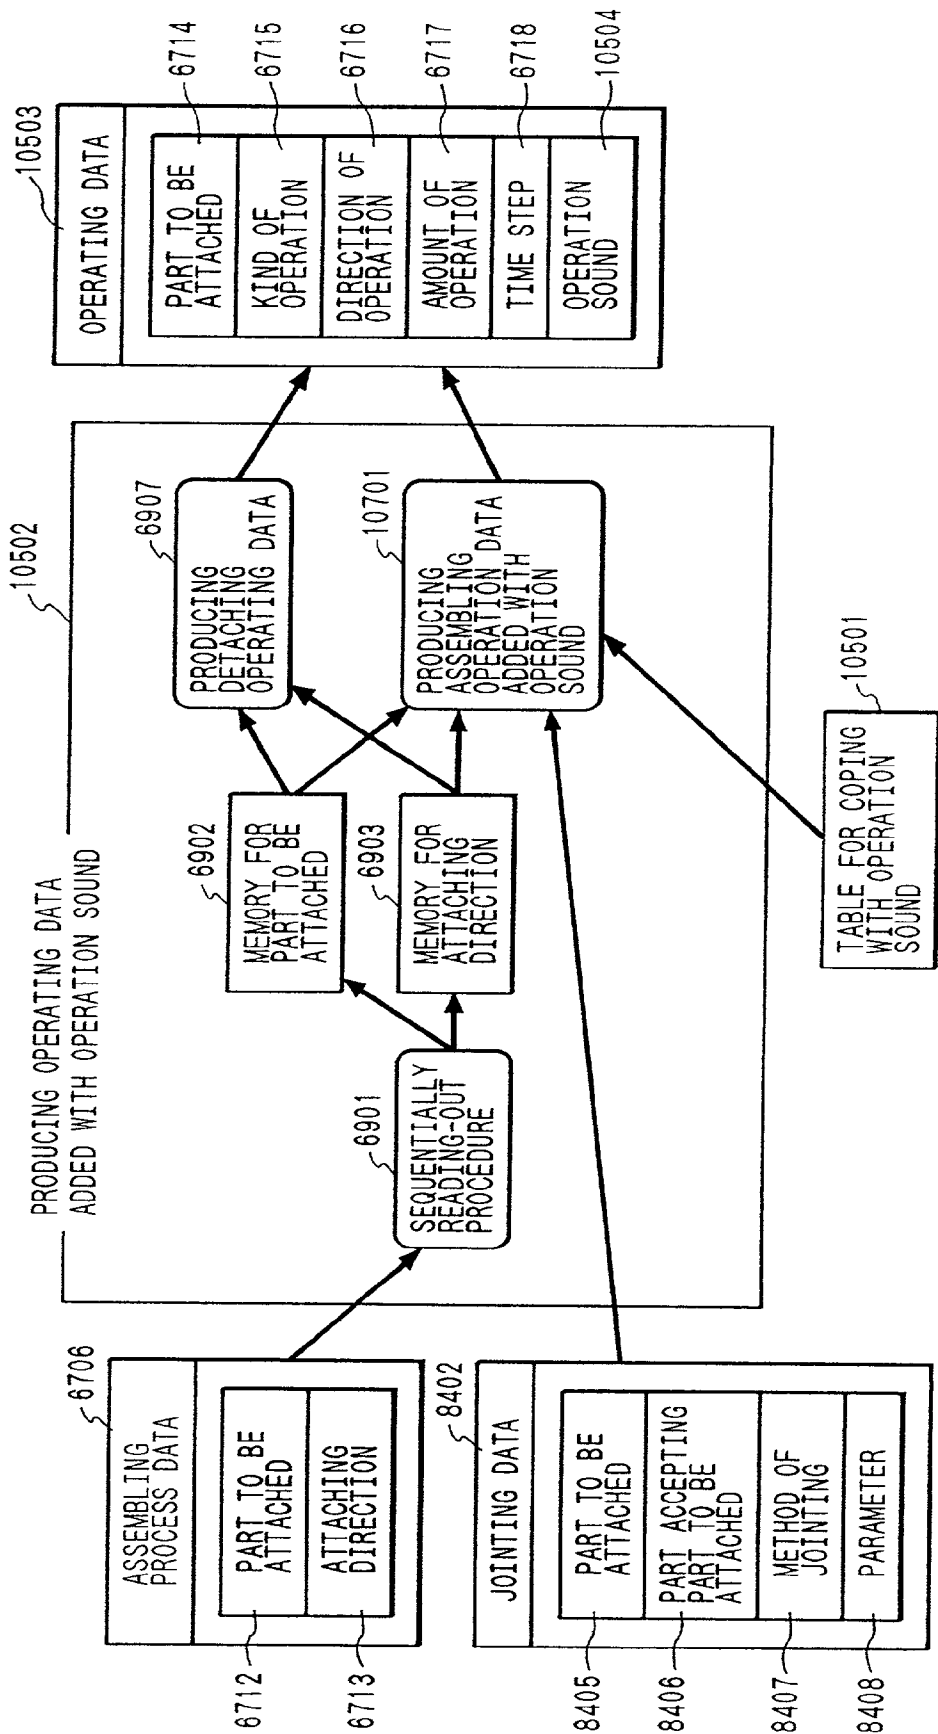 PRODUCING OPERATING DATA
ADDED WITH OPERATION SOUND
10502
6706
ASSEMBLING
PROCESS DATA
PART TO BE
ATTACHED
ATTACHING
DIRECTION
6712
6713
8402
JOINTING DATA
PART TO BE
ATTACHED
PART ACCEPTING
PART TO BE
ATTACHED
METHOD OF
JOINTING
PARAMETER
8405
8406
8407
8408
6901
SEQUENTIALLY
READING-OUT
PROCEDURE
6902
MEMORY FOR
PART TO BE
ATTACHED
6903
MEMORY FOR
ATTACHING
DIRECTION
6907
PRODUCING
DETACHING
OPERATING DATA
10701
PRODUCING
ASSEMBLING
OPERATION DATA
ADDED WITH
OPERATION
SOUND
10501
TABLE FOR COPING
WITH OPERATION
SOUND
10503
OPERATING DATA
PART TO BE
ATTACHED
KIND OF
OPERATION
DIRECTION OF
OPERATION
AMOUNT OF
OPERATION
TIME STEP
OPERATION
SOUND
6714
6715
6716
6717
6718
10504